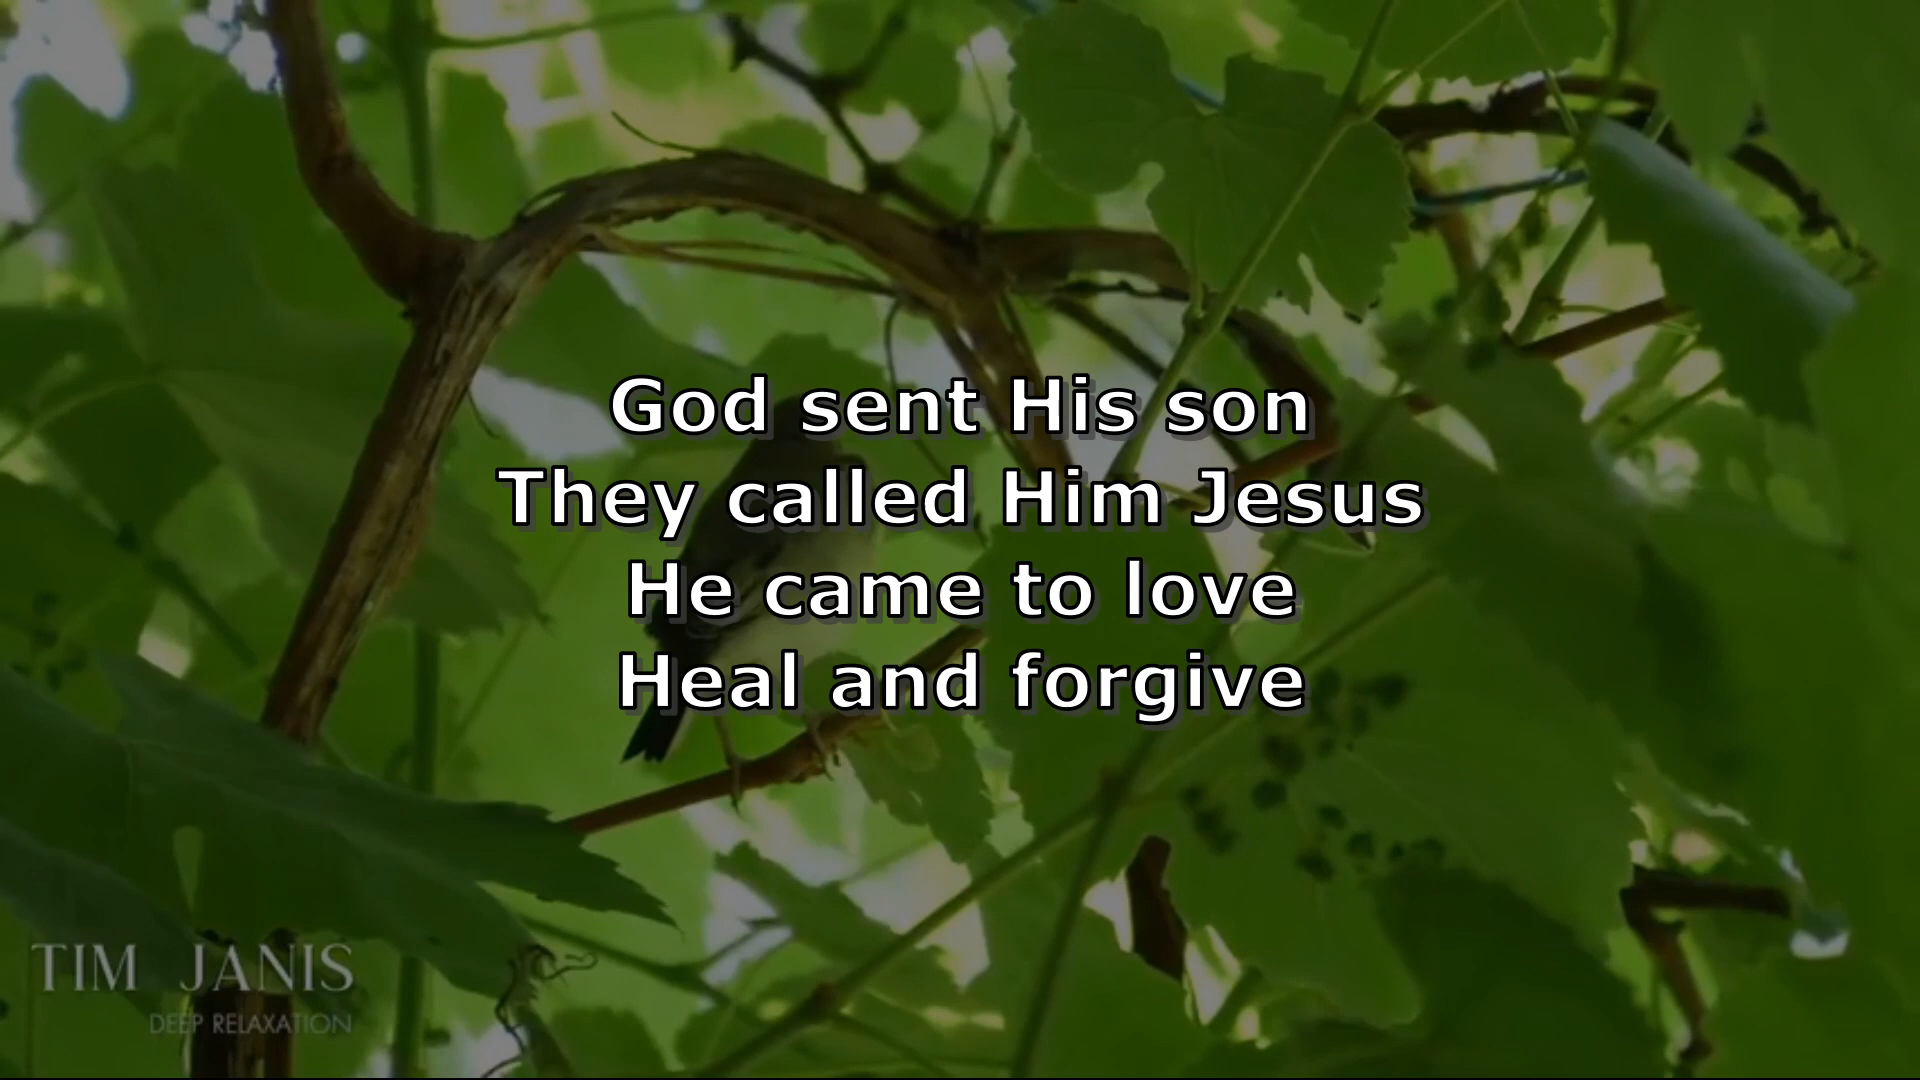 God sent His son
They called Him Jesus
He came to love
Heal and forgive
TIM JANIS
DEEP RELAXATION